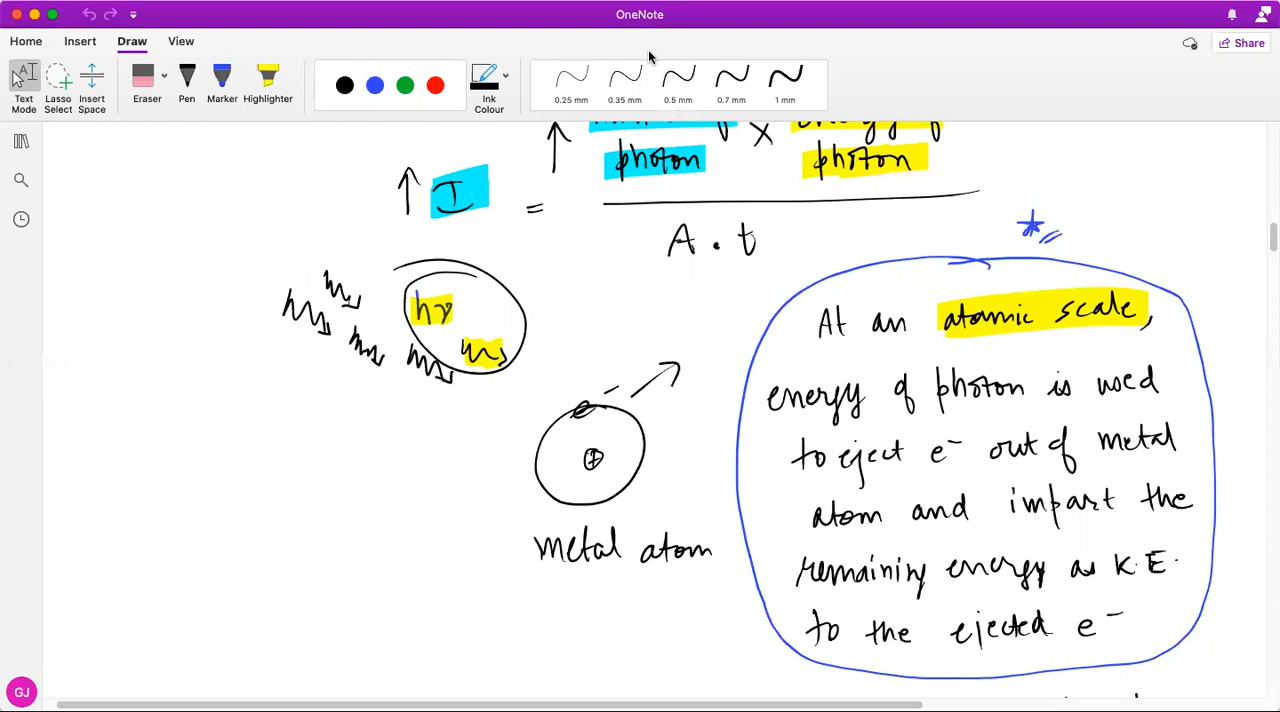 OneNote
Home Insert Draw View
Share
Text Mode
Lasso Select
Insert Space
Eraser
Pen
Marker
Highlighter
Ink Colour
0.25 mm
0.35 mm
0.5 mm
0.7 mm
1 mm
photon × photon
↑ I =
A . t
hν
At an atomic scale,
energy of photon is used
to eject e⁻ out of metal
atom and impart the
remaining energy as K.E.
to the ejected e⁻
e⁻
+
metal atom
GJ